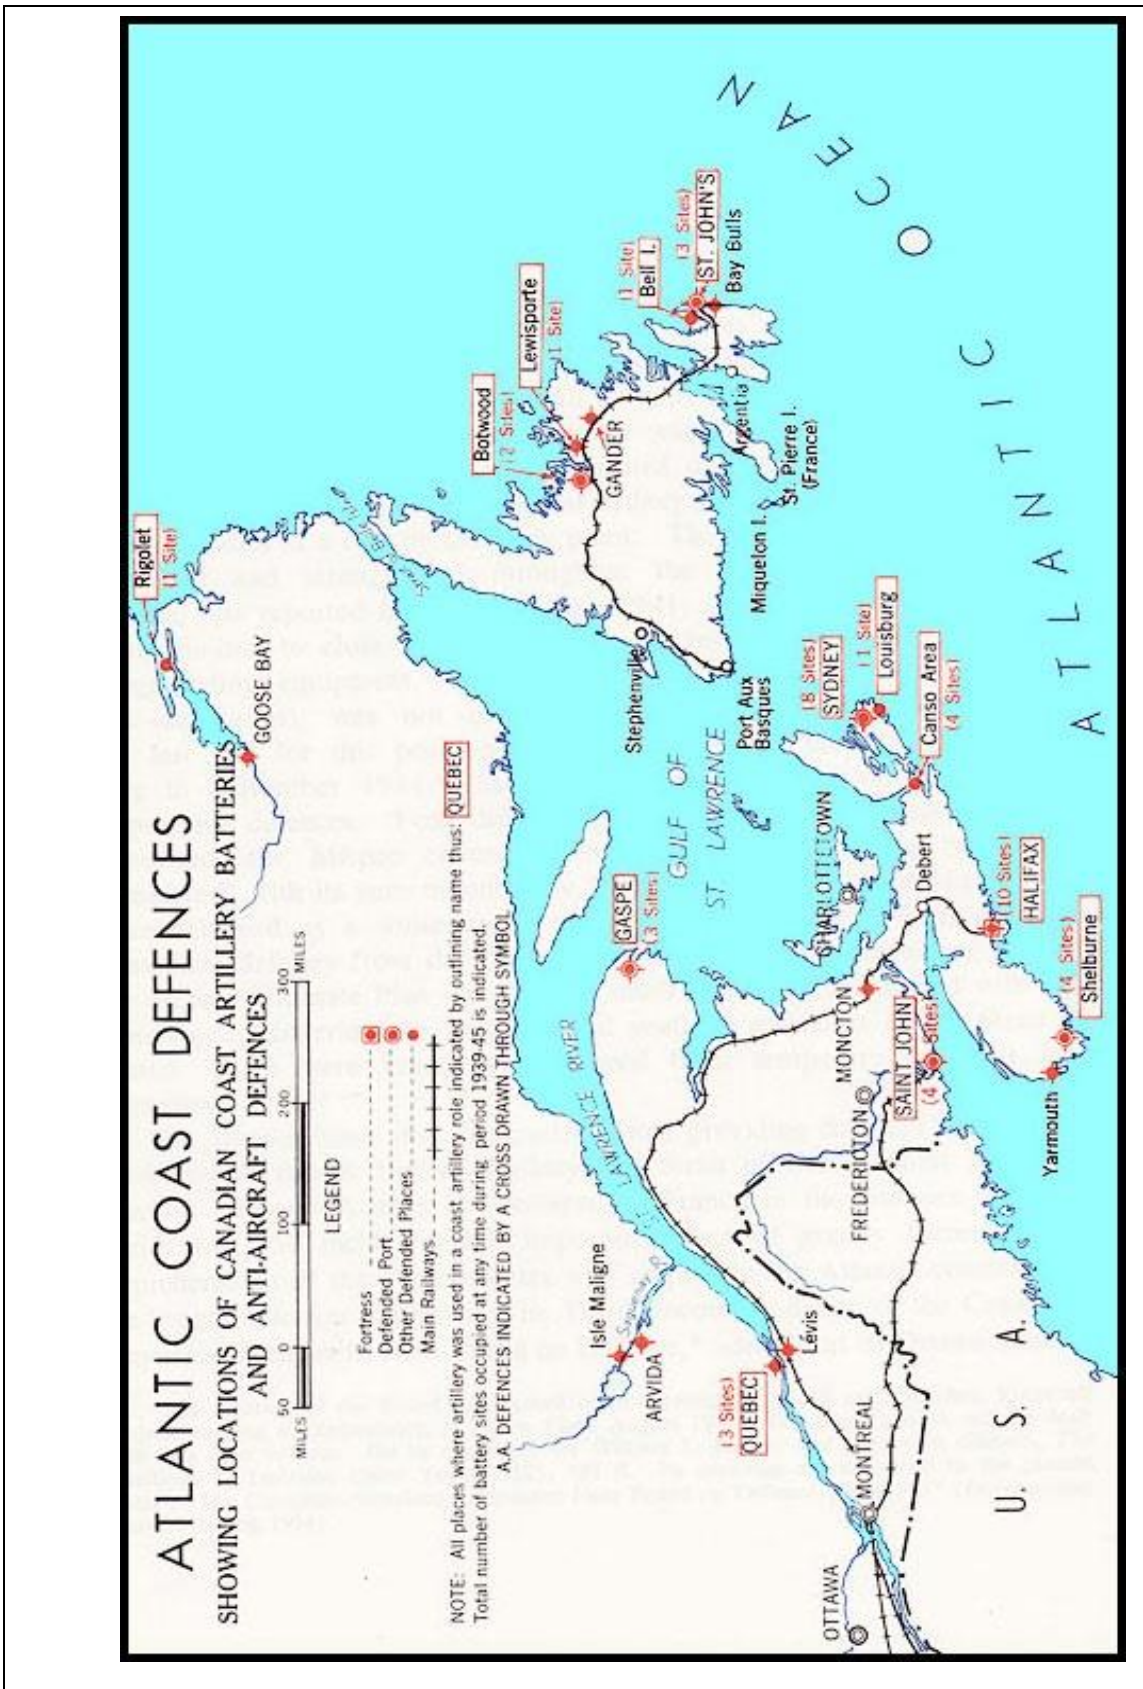 ATLANTIC COAST DEFENCES
SHOWING LOCATIONS OF CANADIAN COAST ARTILLERY BATTERIES
AND ANTI-AIRCRAFT DEFENCES
50 0 100 200 300
MILES MILES
LEGEND
Fortress
Defended Port
Other Defended Places
Main Railways
NOTE: All places where artillery was used in a coast artillery role indicated by outlining name thus: QUEBEC
Total number of battery sites occupied at any time during period 1939-45 is indicated.
A.A. DEFENCES INDICATED BY A CROSS DRAWN THROUGH SYMBOL
Rigolet
(1 Site)
GOOSE BAY
Botwood
(2 Sites)
Lewisporte
(1 Site)
GANDER
(1 Site)
Bell I.
(3 Sites)
ST. JOHN'S
Bay Bulls
Argentia
St. Pierre I.
(France)
Miquelon I.
Stephenville
Port Aux
Basques
GULF OF
ST LAWRENCE
(8 Sites)
SYDNEY
(1 Site)
Louisburg
Canso Area
(4 Sites)
GASPE
(3 Sites)
CHARLOTTETOWN
Debert
(10 Sites)
HALIFAX
(4 Sites)
Shelburne
Yarmouth
MONCTON
SAINT JOHN
(4 Sites)
FREDERICTON
LAWRENCE RIVER
Isle Maligne
Saguenay R.
ARVIDA
(3 Sites)
QUEBEC
Lévis
MONTREAL
OTTAWA
U. S. A.
ATLANTIC OCEAN